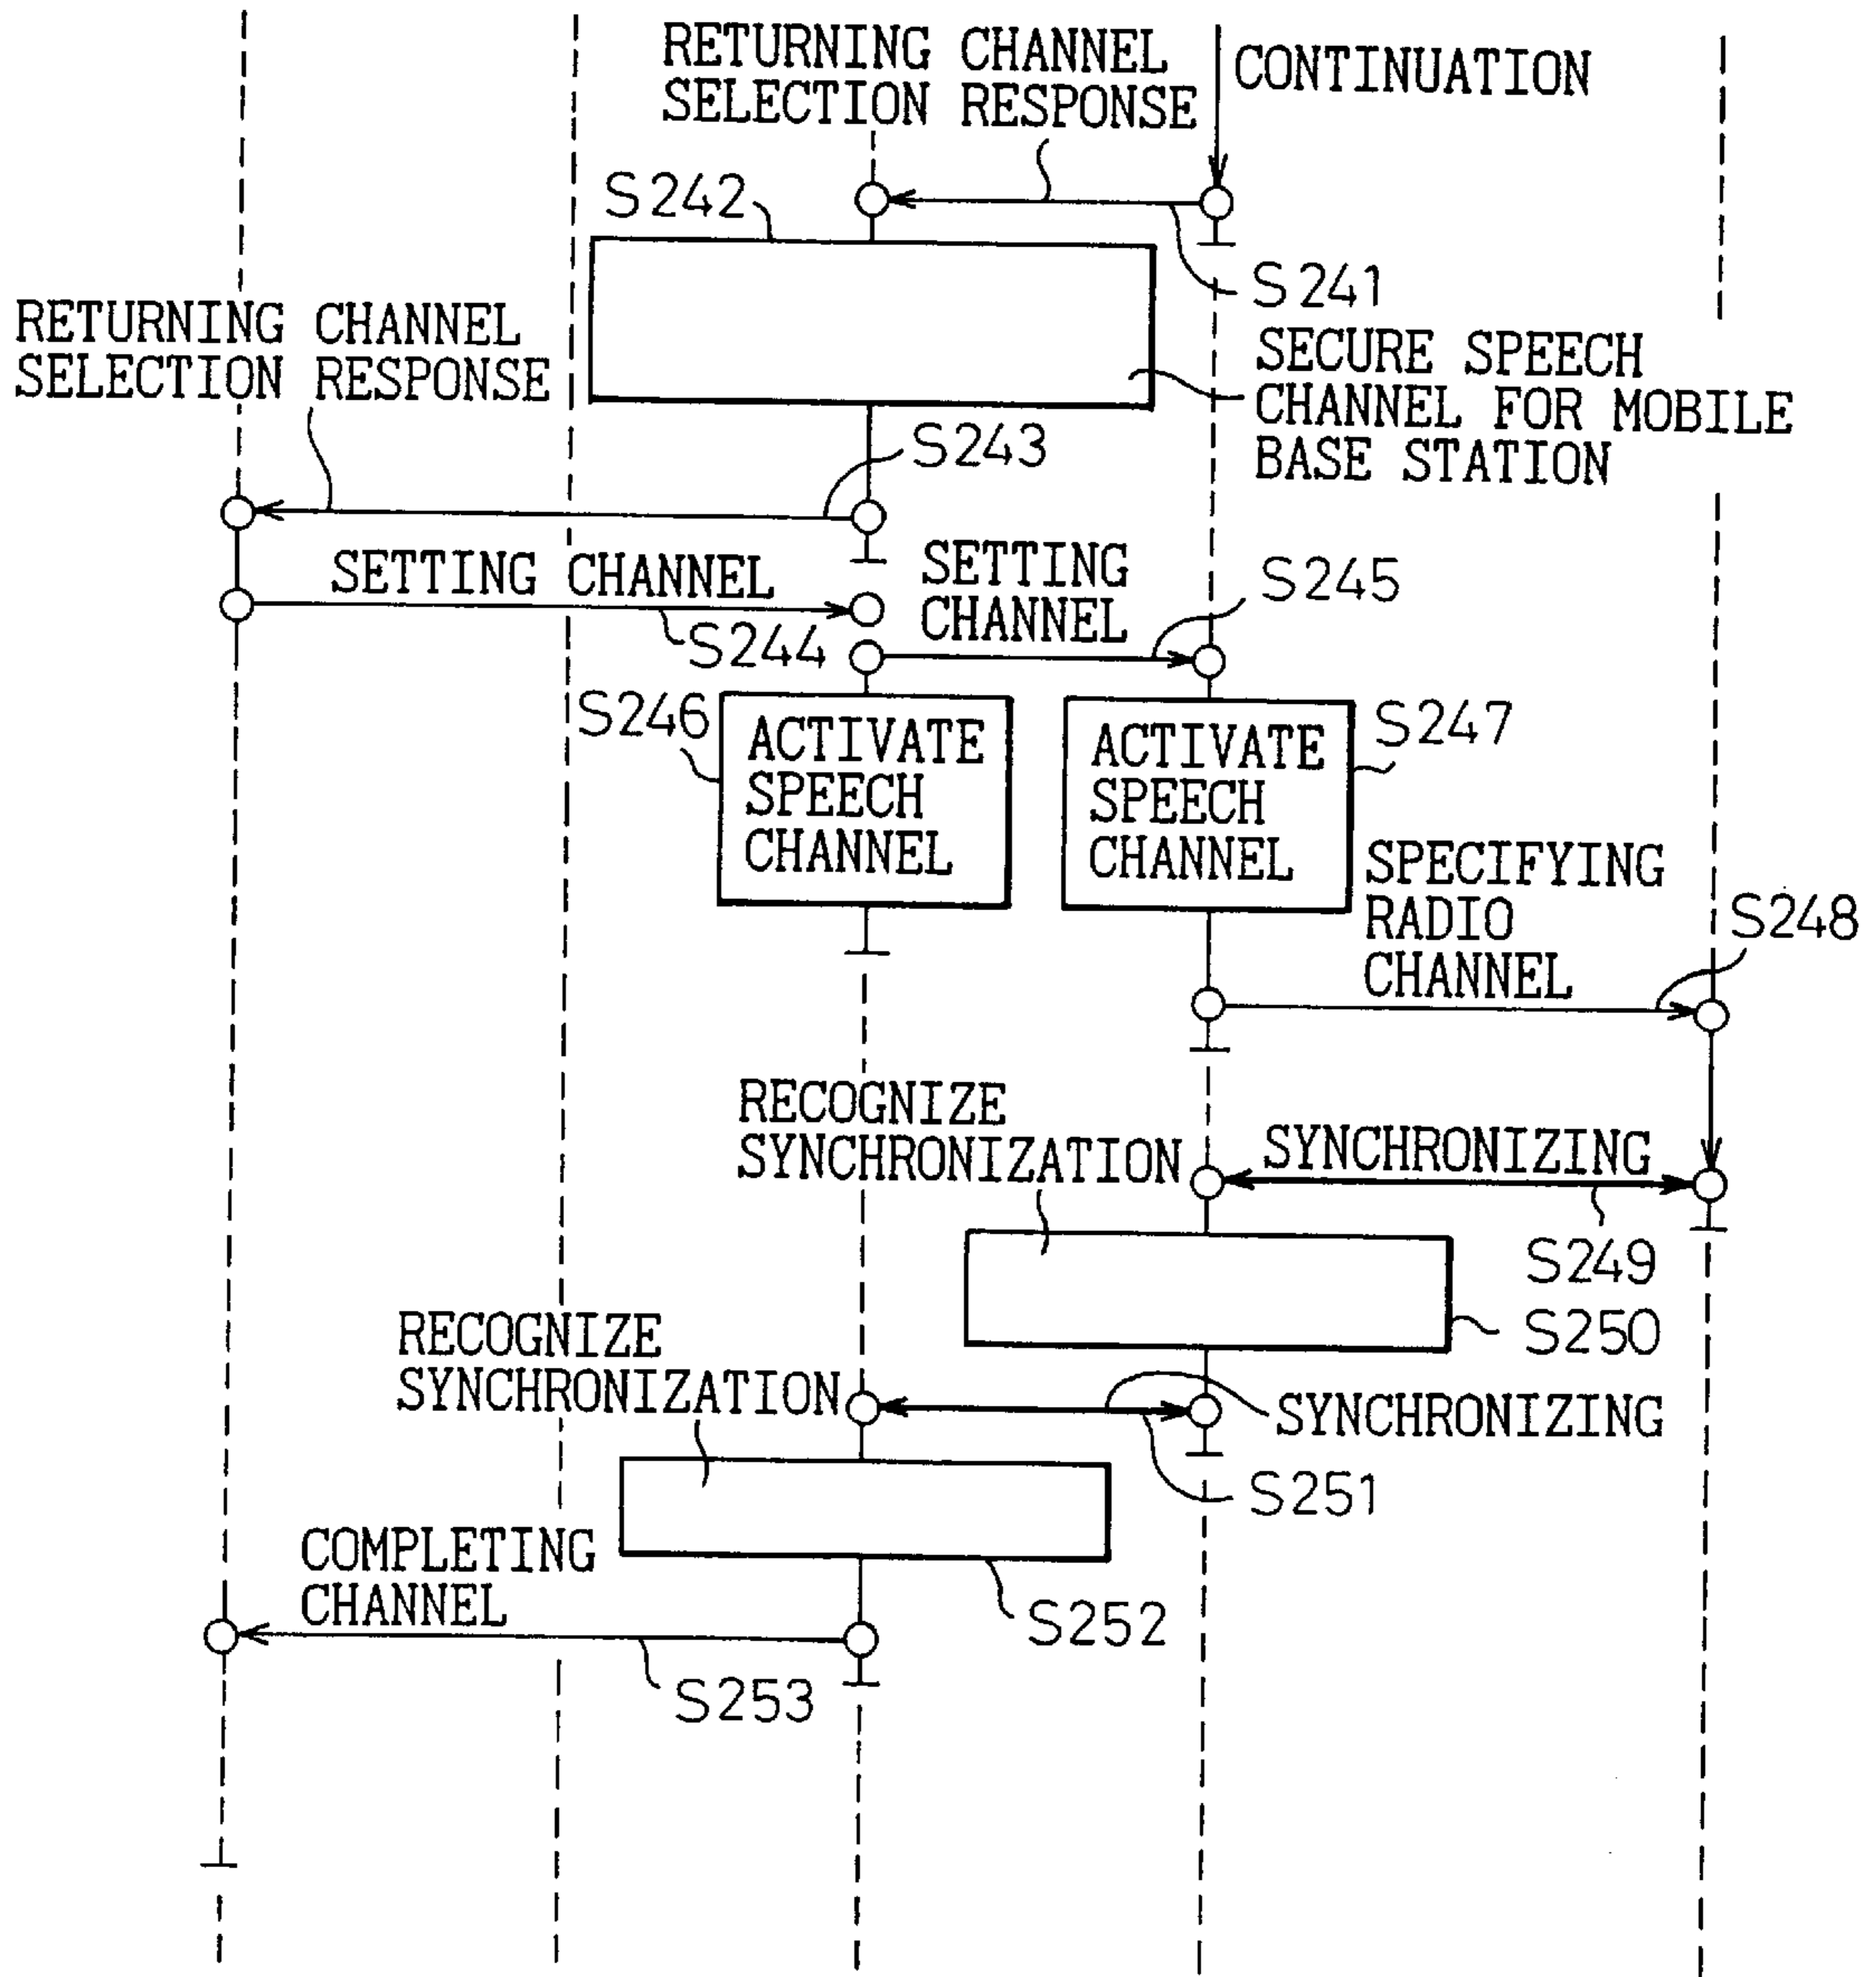 RETURNING CHANNEL
SELECTION RESPONSE
CONTINUATION
S242
S241
RETURNING CHANNEL
SELECTION RESPONSE
SECURE SPEECH
CHANNEL FOR MOBILE
BASE STATION
S243
SETTING CHANNEL
S244
SETTING
CHANNEL
S245
S246
ACTIVATE
SPEECH
CHANNEL
ACTIVATE
SPEECH
CHANNEL
S247
SPECIFYING
RADIO
CHANNEL
S248
RECOGNIZE
SYNCHRONIZATION
SYNCHRONIZING
S249
S250
RECOGNIZE
SYNCHRONIZATION
SYNCHRONIZING
S251
COMPLETING
CHANNEL
S252
S253